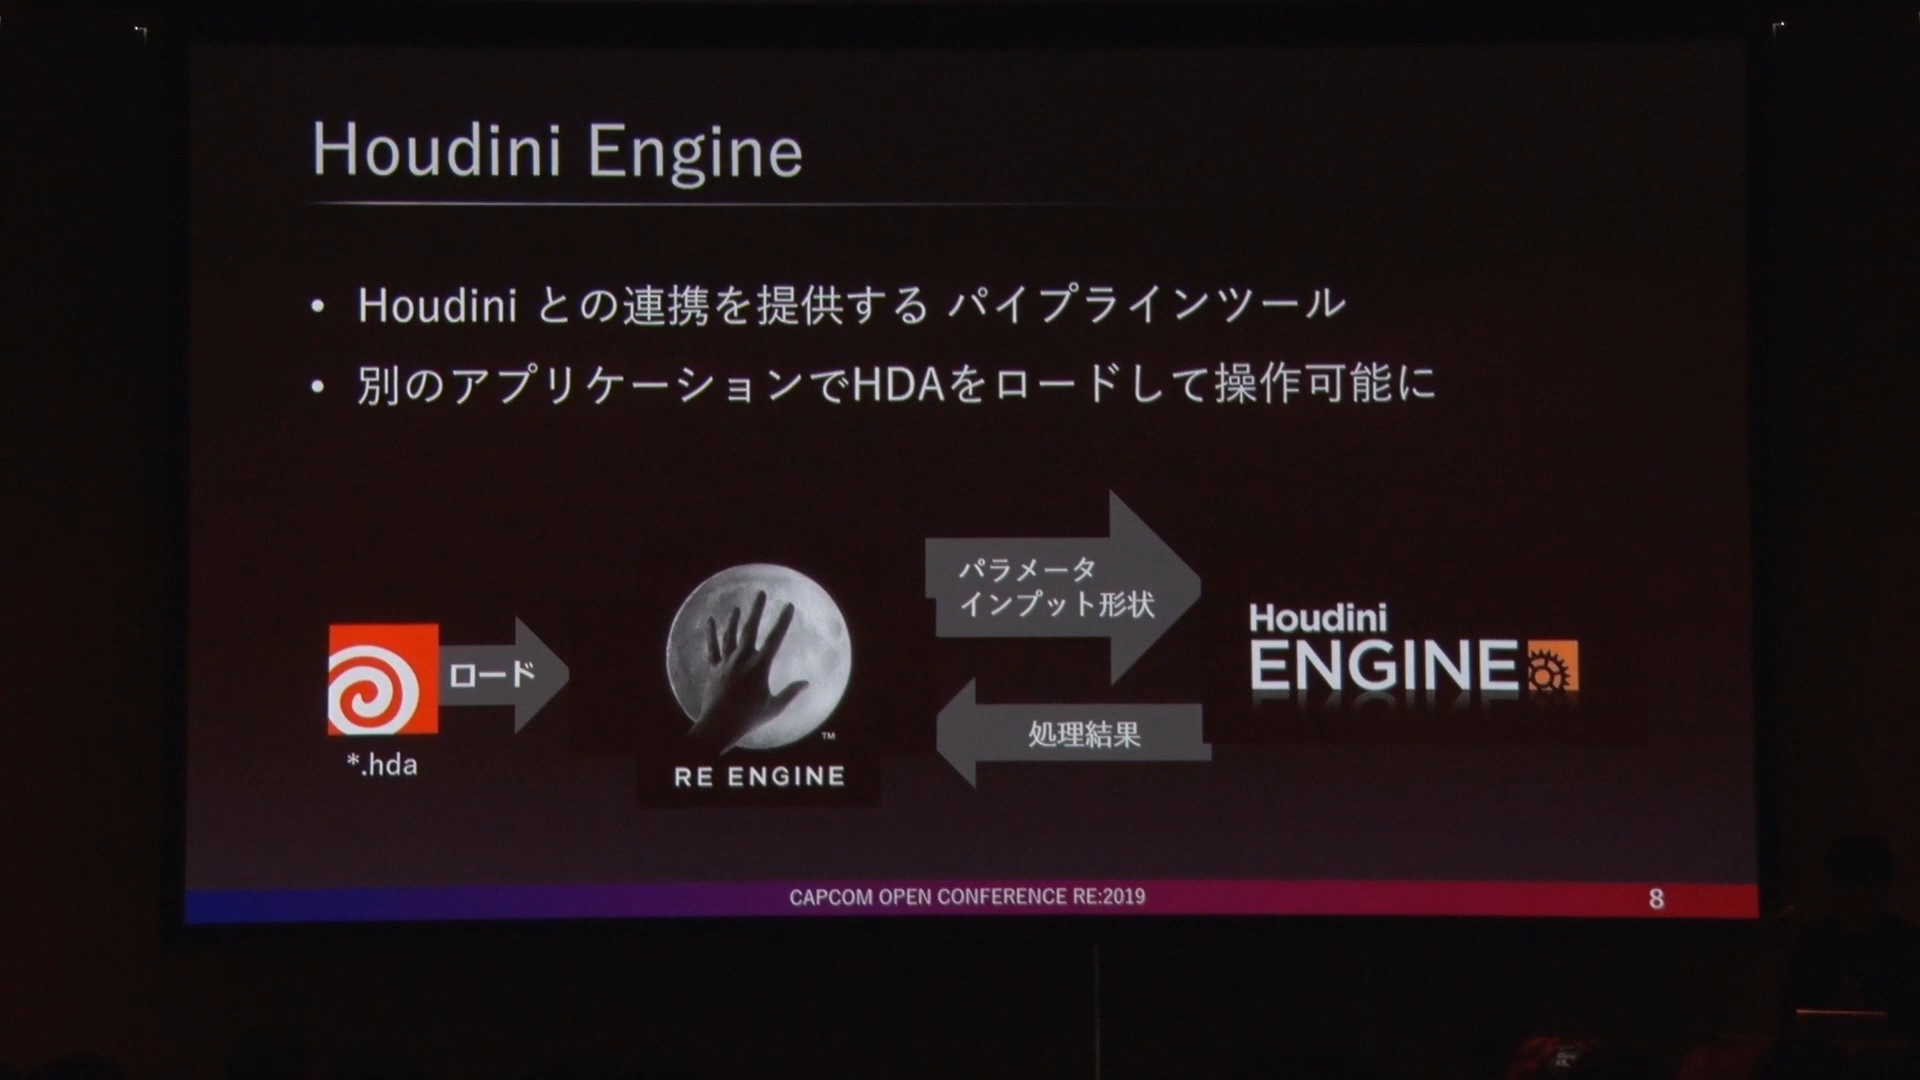 Houdini Engine
• Houdini との連携を提供する パイプラインツール
• 別のアプリケーションでHDAをロードして操作可能に
パラメータ
インプット形状
ロード
Houdini
ENGINE
処理結果
*.hda
™
RE ENGINE
CAPCOM OPEN CONFERENCE RE:2019
8